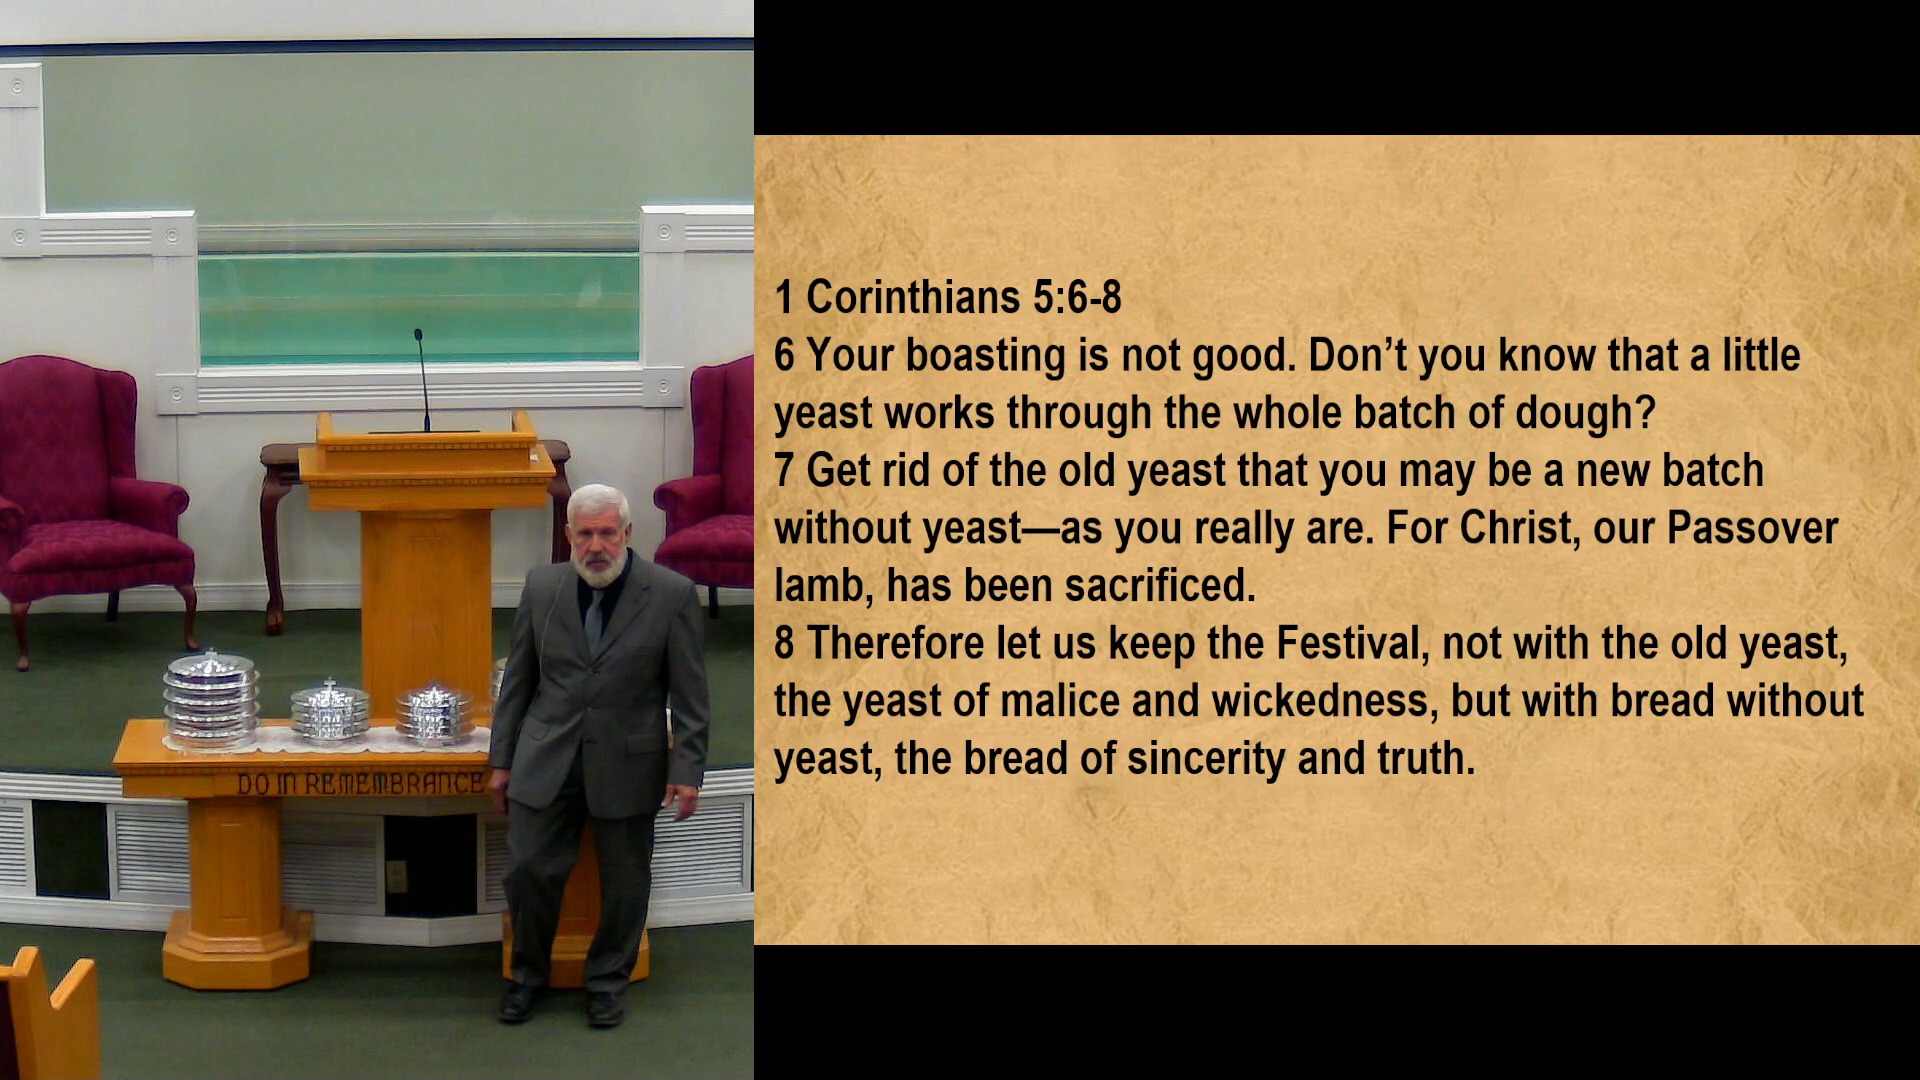 1 Corinthians 5:6-8
6 Your boasting is not good. Don’t you know that a little
yeast works through the whole batch of dough?
7 Get rid of the old yeast that you may be a new batch
without yeast—as you really are. For Christ, our Passover
lamb, has been sacrificed.
8 Therefore let us keep the Festival, not with the old yeast,
the yeast of malice and wickedness, but with bread without
yeast, the bread of sincerity and truth.
DO IN REMEMBRANCE